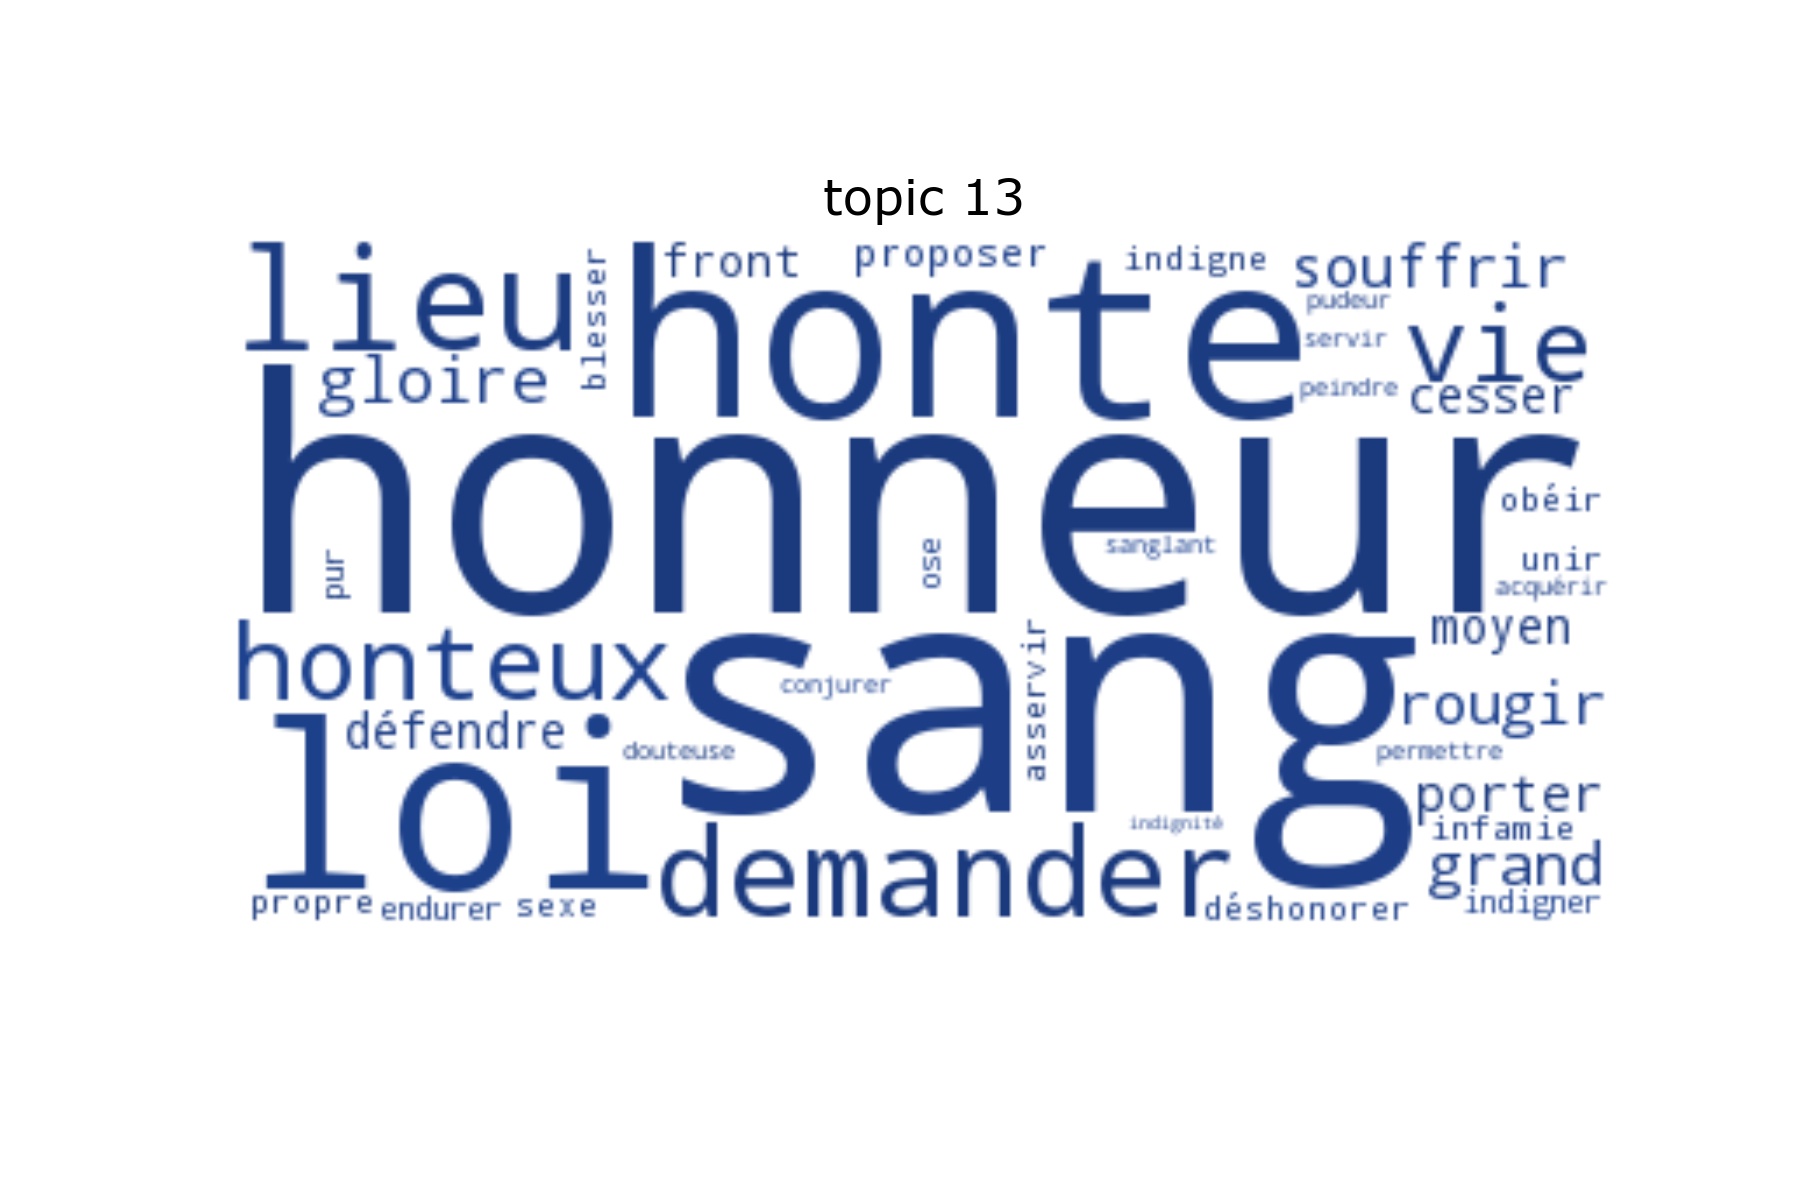 topic 13
lieu
blesser
honte
front
proposer
indigne
souffrir
pudeur
servir
vie
peindre
cesser
gloire
honneur
pur
ose
sanglant
obéir
unir
acquérir
honteux
sang
conjurer
asservir
moyen
rougir
défendre
douteuse
permettre
loi
porter
indignité
infamie
demander
grand
propre
endurer
sexe
déshonorer
indigner